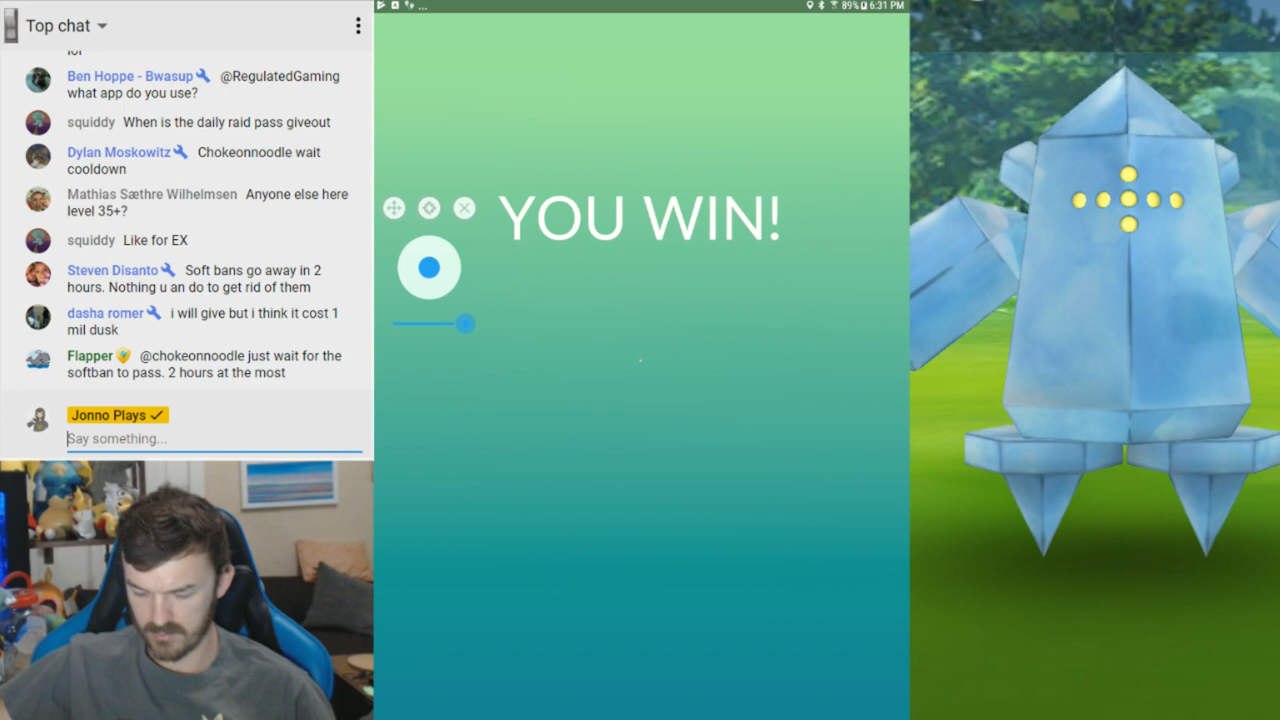 Top chat
for
Ben Hoppe - Bwasup @RegulatedGaming
what app do you use?
squiddy When is the daily raid pass giveout
Dylan Moskowitz Chokeonnoodle wait
cooldown
Mathias Sæthre Wilhelmsen Anyone else here
level 35+?
squiddy Like for EX
Steven Disanto Soft bans go away in 2
hours. Nothing u an do to get rid of them
dasha romer i will give but i think it cost 1
mil dusk
Flapper @chokeonnoodle just wait for the
softban to pass. 2 hours at the most
Jonno Plays
Say something...
... 89% 6:31 PM
YOU WIN!